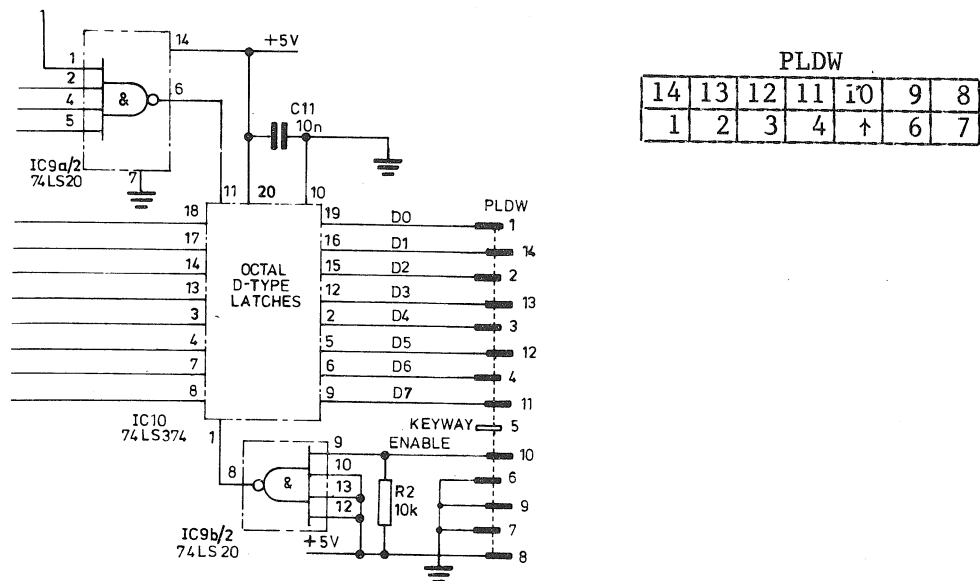 14
+5V
1
2
4
5
&
6
C11
10n
IC9a/2
74LS20
7
11
20
10
PLDW
14 13 12 11 10 9 8
1 2 3 4 ↑ 6 7
18
17
14
13
3
4
7
8
OCTAL
D-TYPE
LATCHES
19 D0
16 D1
15 D2
12 D3
2 D4
5 D5
6 D6
9 D7
PLDW
1
14
2
13
3
12
4
11
KEYWAY 5
ENABLE 10
6
9
7
8
IC10
74LS374
1
8
&
9
10
13
12
R2
10k
IC9b/2
74LS20
+5V